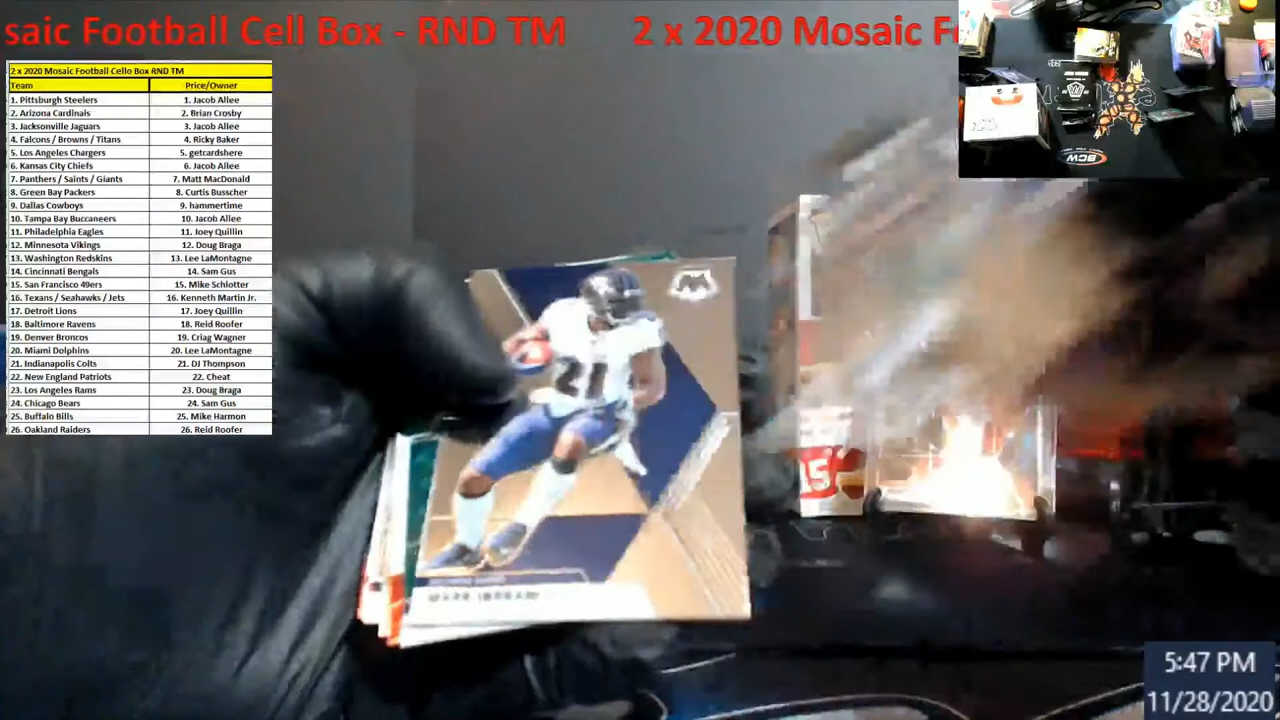 saic Football Cell Box - RND TM 2 x 2020 Mosaic F
2 x 2020 Mosaic Football Cello Box RND TM
Team Price/Owner
1. Pittsburgh Steelers 1. Jacob Allee
2. Arizona Cardinals 2. Brian Crosby
3. Jacksonville Jaguars 3. Jacob Allee
4. Falcons / Browns / Titans 4. Ricky Baker
5. Los Angeles Chargers 5. getcardshere
6. Kansas City Chiefs 6. Jacob Allee
7. Panthers / Saints / Giants 7. Matt MacDonald
8. Green Bay Packers 8. Curtis Busscher
9. Dallas Cowboys 9. hammertime
10. Tampa Bay Buccaneers 10. Jacob Allee
11. Philadelphia Eagles 11. Joey Quillin
12. Minnesota Vikings 12. Doug Braga
13. Washington Redskins 13. Lee LaMontagne
14. Cincinnati Bengals 14. Sam Gus
15. San Francisco 49ers 15. Mike Schlotter
16. Texans / Seahawks / Jets 16. Kenneth Martin Jr.
17. Detroit Lions 17. Joey Quillin
18. Baltimore Ravens 18. Reid Roofer
19. Denver Broncos 19. Criag Wagner
20. Miami Dolphins 20. Lee LaMontagne
21. Indianapolis Colts 21. DJ Thompson
22. New England Patriots 22. Cheat
23. Los Angeles Rams 23. Doug Braga
24. Chicago Bears 24. Sam Gus
25. Buffalo Bills 25. Mike Harmon
26. Oakland Raiders 26. Reid Roofer
BCW
21
15
5:47 PM
11/28/2020